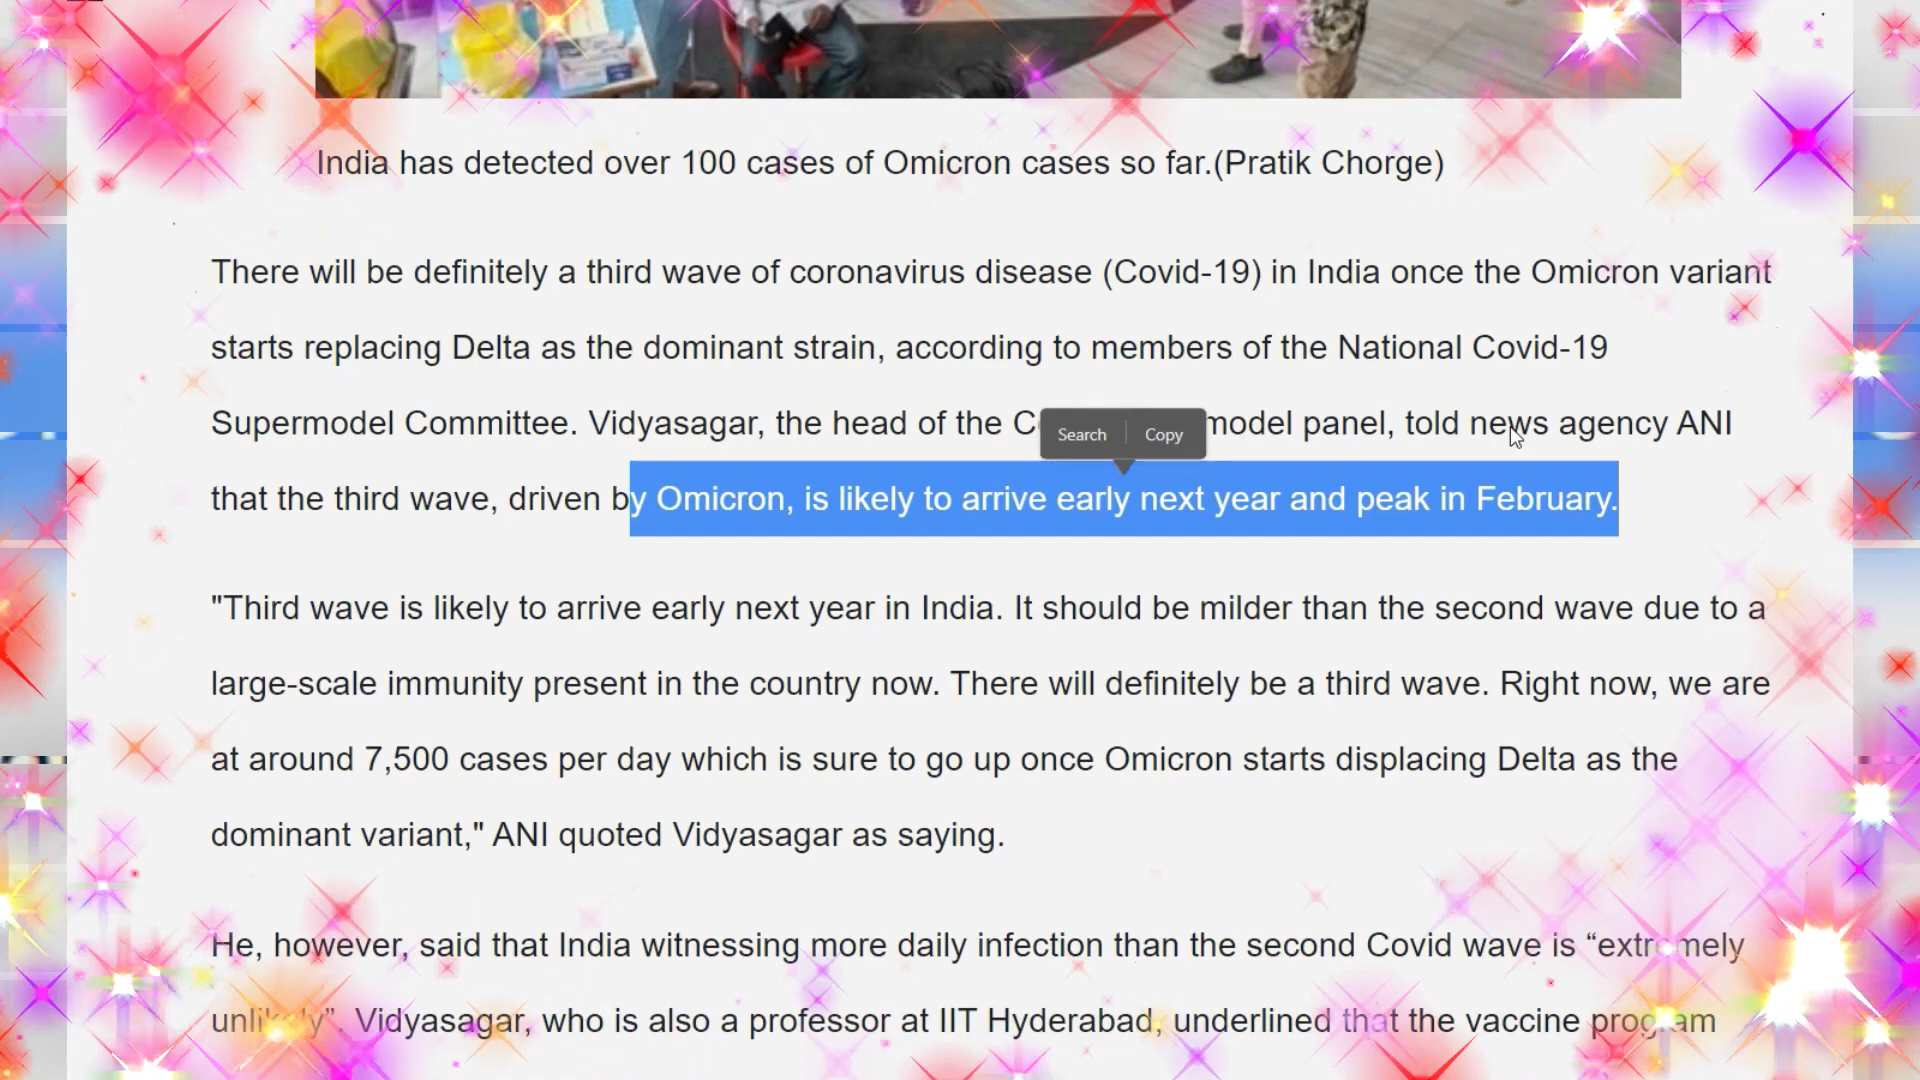 India has detected over 100 cases of Omicron cases so far.(Pratik Chorge)
There will be definitely a third wave of coronavirus disease (Covid-19) in India once the Omicron variant
starts replacing Delta as the dominant strain, according to members of the National Covid-19
Supermodel Committee. Vidyasagar, the head of the C model panel, told news agency ANI
Search Copy
that the third wave, driven by Omicron, is likely to arrive early next year and peak in February.
"Third wave is likely to arrive early next year in India. It should be milder than the second wave due to a
large-scale immunity present in the country now. There will definitely be a third wave. Right now, we are
at around 7,500 cases per day which is sure to go up once Omicron starts displacing Delta as the
dominant variant," ANI quoted Vidyasagar as saying.
He, however, said that India witnessing more daily infection than the second Covid wave is “extremely
unlikely”. Vidyasagar, who is also a professor at IIT Hyderabad, underlined that the vaccine program